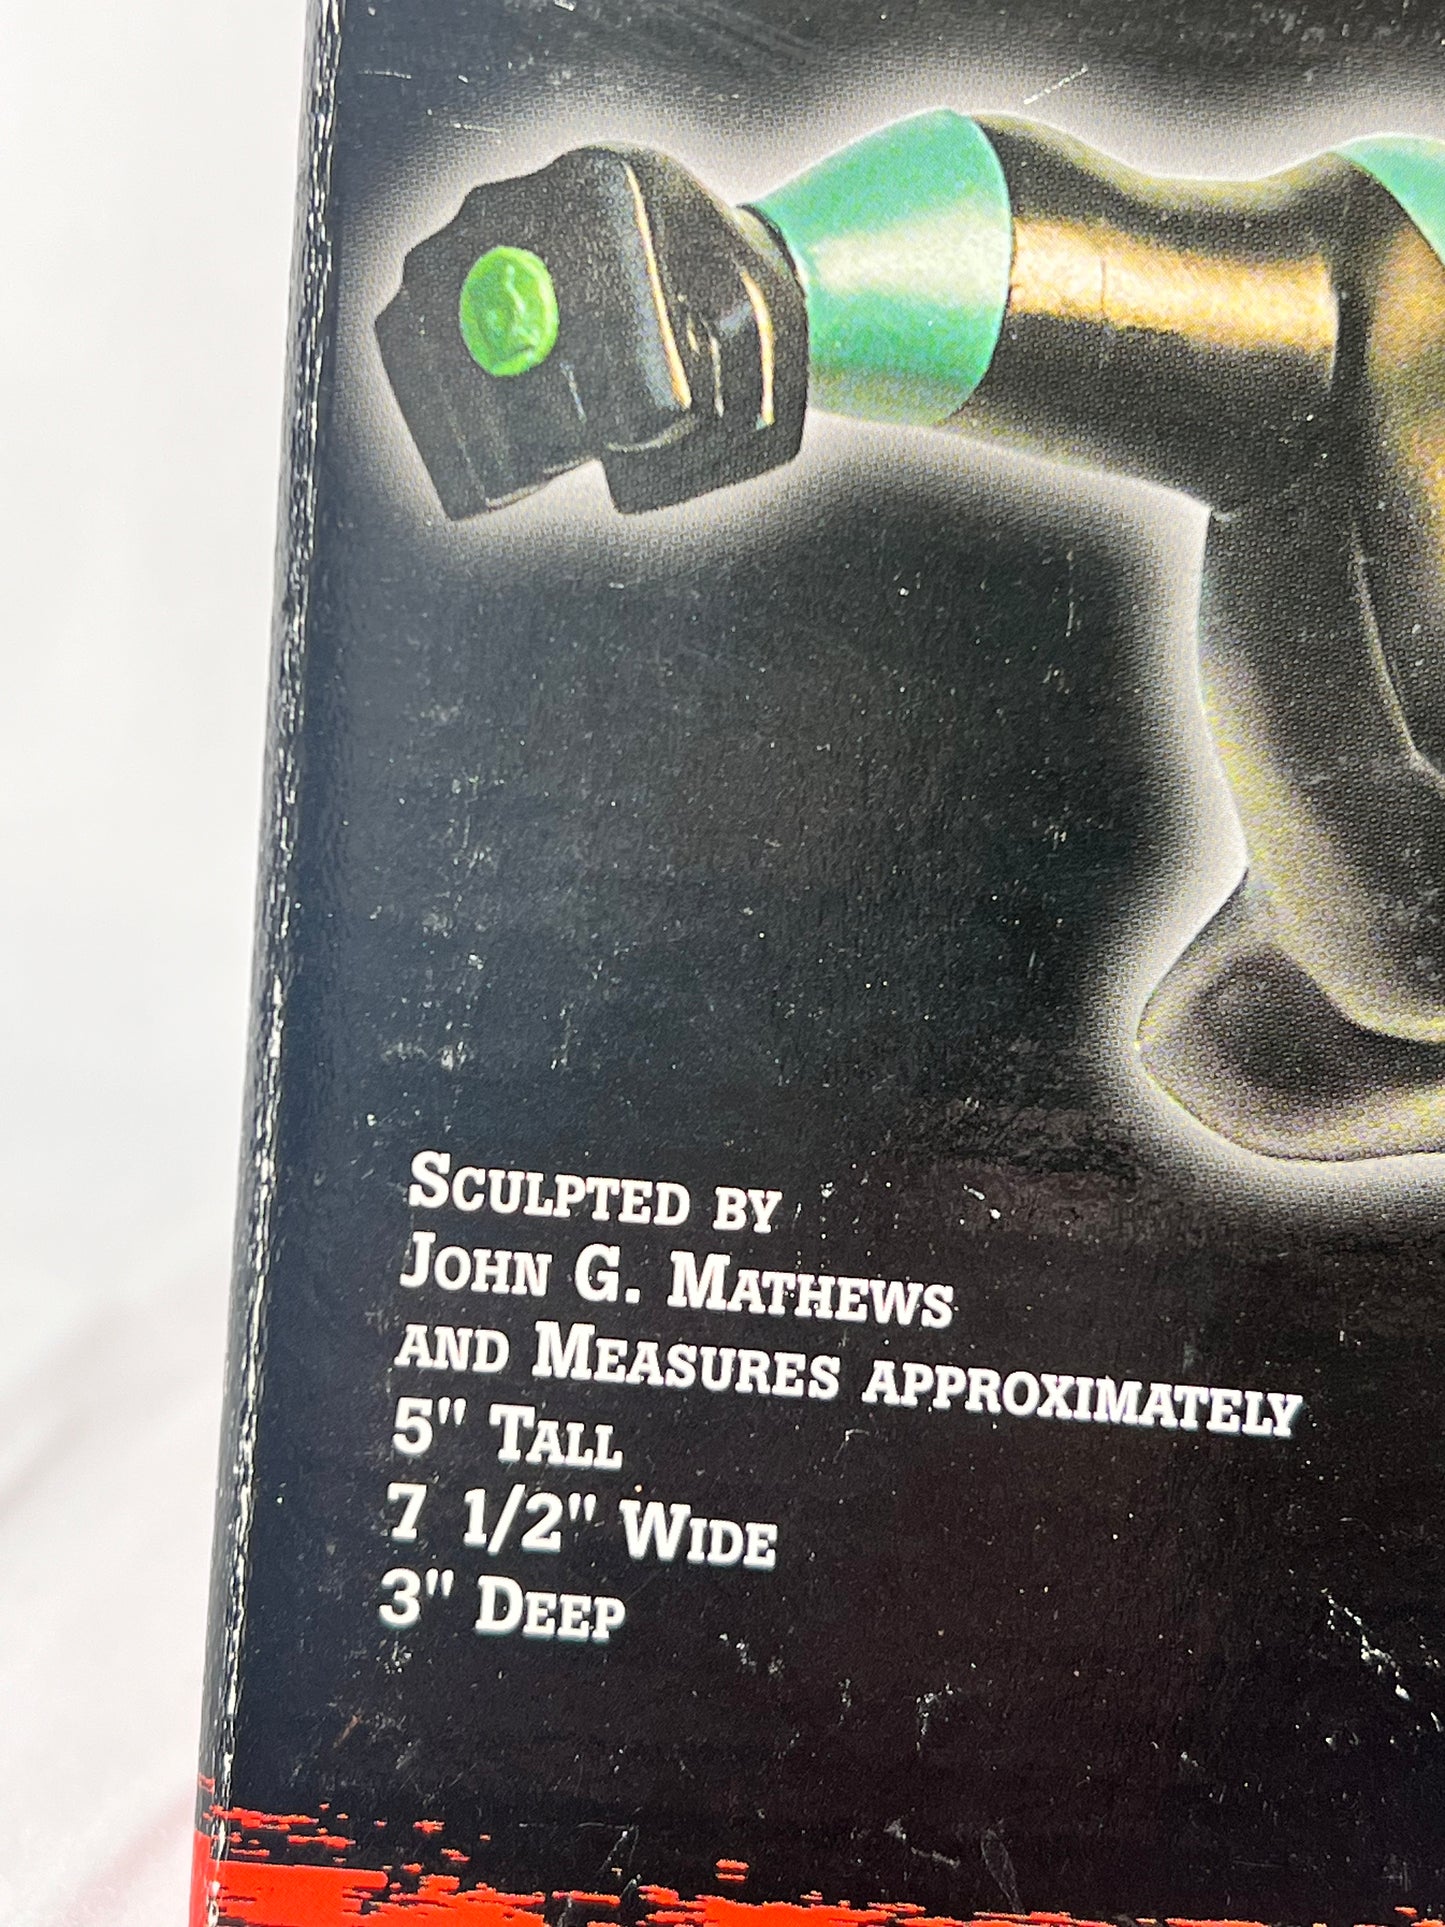 SCULPTED BY
JOHN G. MATHEWS
AND MEASURES APPROXIMATELY
5" TALL
7 1/2" WIDE
3" DEEP